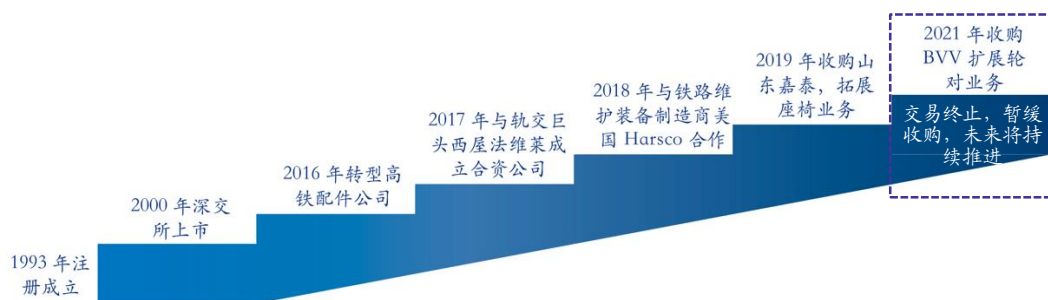 1993 年注
册成立
2000 年深交
所上市
2016 年转型高
铁配件公司
2017 年与轨交巨
头西屋法维莱成
立合资公司
2018 年与铁路维
护装备制造商美
国 Harsco 合作
2019 年收购山
东嘉泰，拓展
座椅业务
2021 年收购
BVV 扩展轮
对业务
交易终止，暂缓
收购，未来将持
续推进